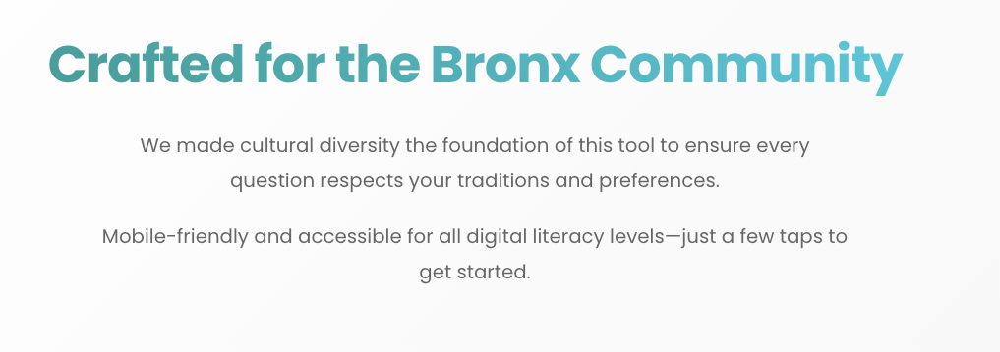 Crafted for the Bronx Community
We made cultural diversity the foundation of this tool to ensure every
question respects your traditions and preferences.
Mobile-friendly and accessible for all digital literacy levels—just a few taps to
get started.